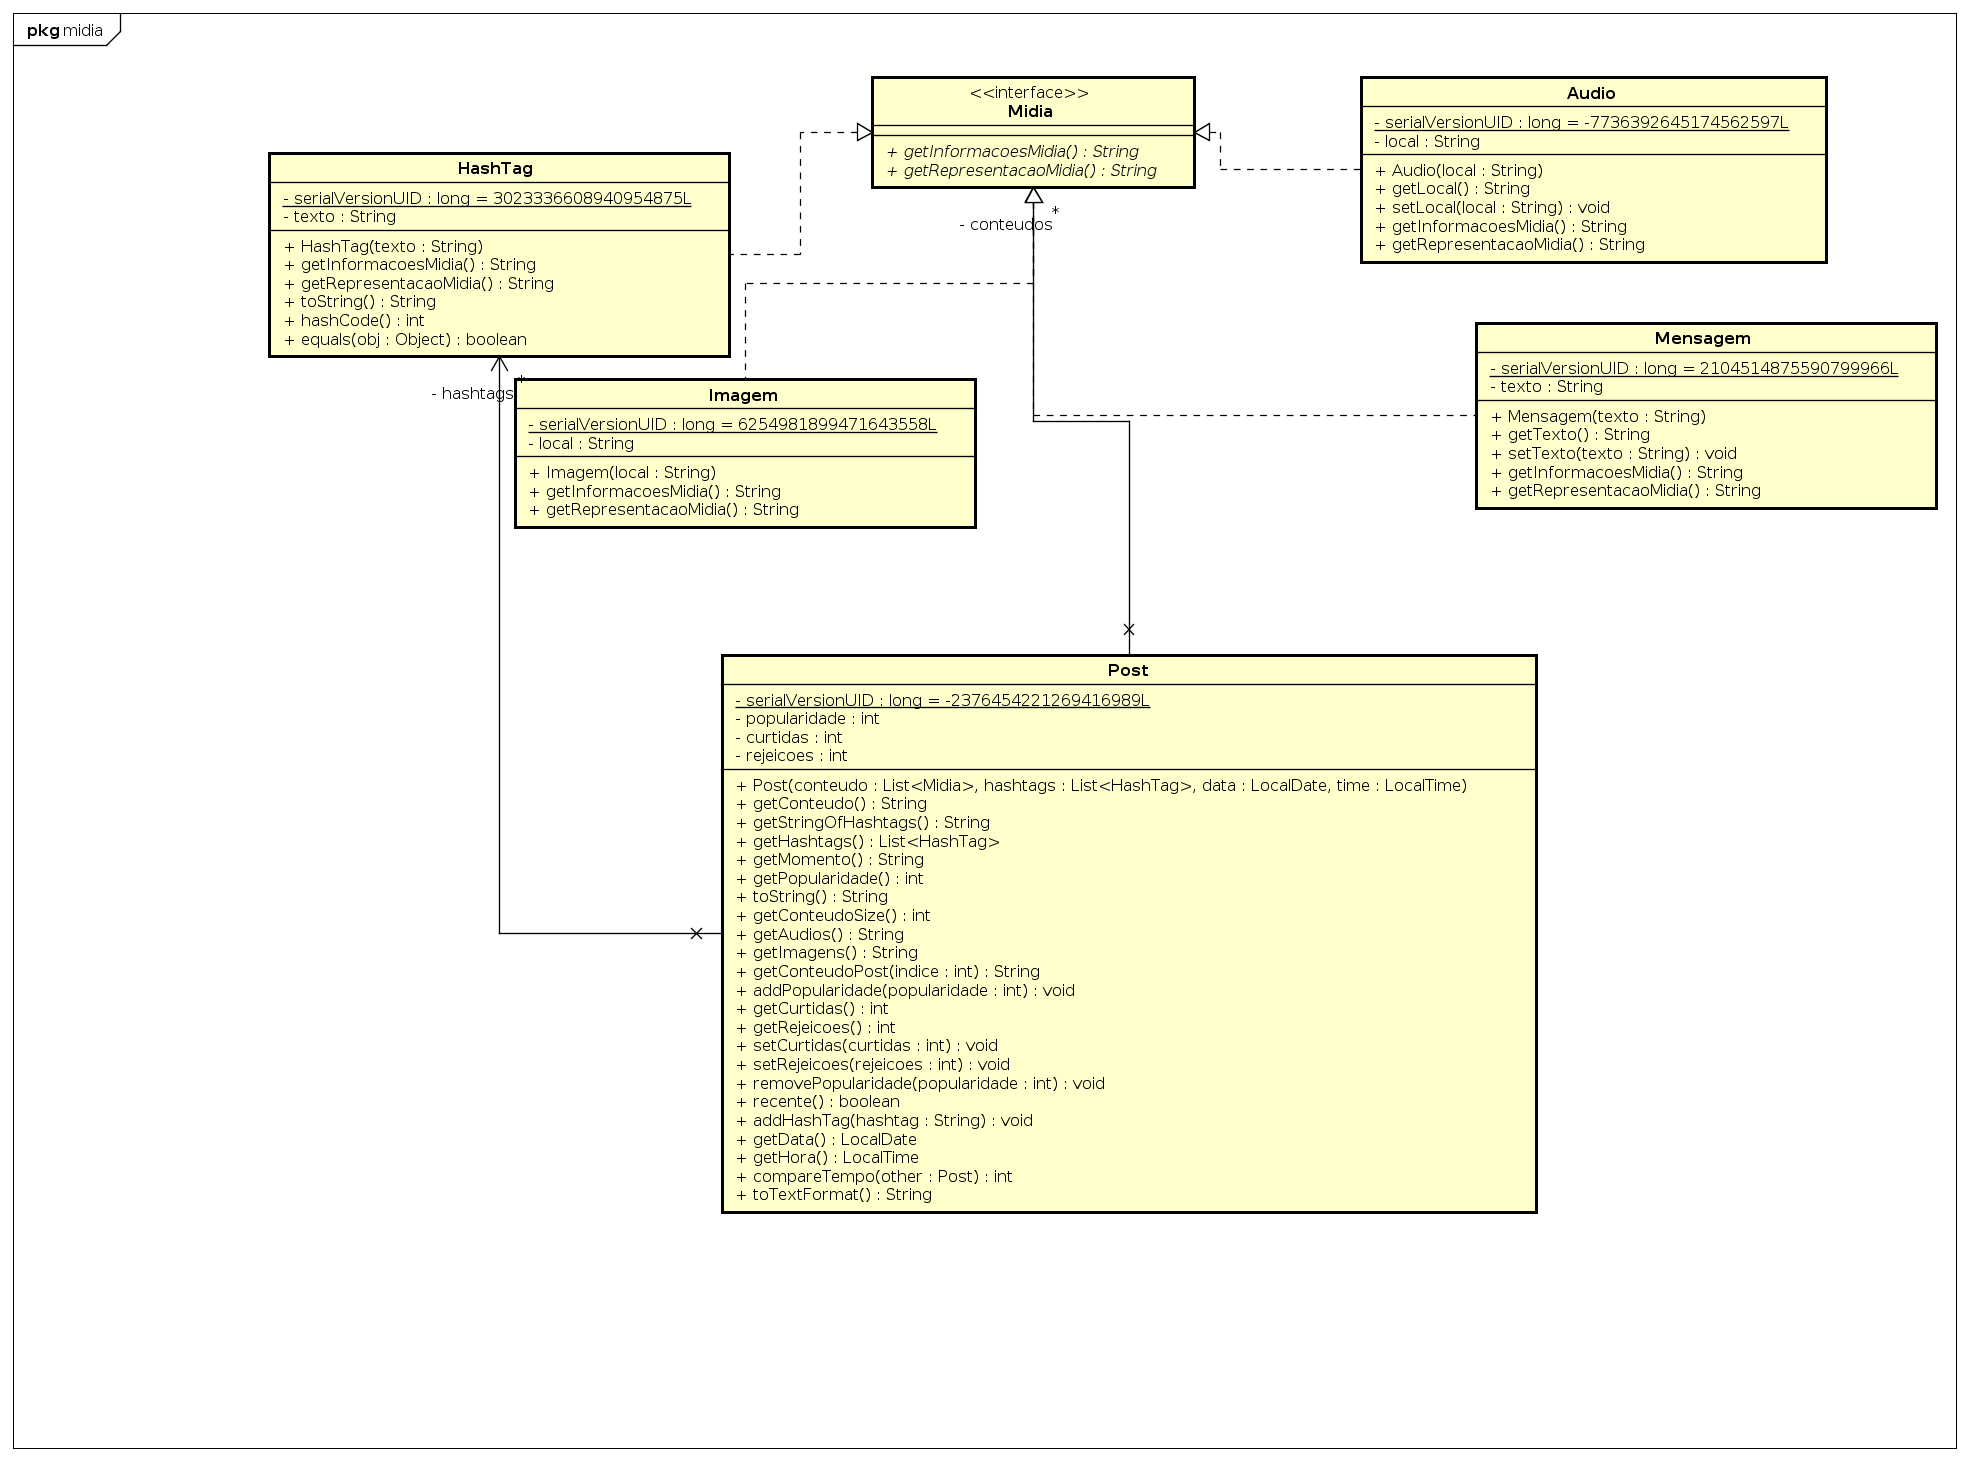 pkg midia
<<interface>>
Midia
+ getInformacoesMidia() : String
+ getRepresentacaoMidia() : String
Audio
- serialVersionUID : long = -7736392645174562597L
- local : String
+ Audio(local : String)
+ getLocal() : String
+ setLocal(local : String) : void
+ getInformacoesMidia() : String
+ getRepresentacaoMidia() : String
HashTag
- serialVersionUID : long = 3023336608940954875L
- texto : String
+ HashTag(texto : String)
+ getInformacoesMidia() : String
+ getRepresentacaoMidia() : String
+ toString() : String
+ hashCode() : int
+ equals(obj : Object) : boolean
*
- conteudos
*
- hashtags
Imagem
- serialVersionUID : long = 6254981899471643558L
- local : String
+ Imagem(local : String)
+ getInformacoesMidia() : String
+ getRepresentacaoMidia() : String
Mensagem
- serialVersionUID : long = 2104514875590799966L
- texto : String
+ Mensagem(texto : String)
+ getTexto() : String
+ setTexto(texto : String) : void
+ getInformacoesMidia() : String
+ getRepresentacaoMidia() : String
Post
- serialVersionUID : long = -2376454221269416989L
- popularidade : int
- curtidas : int
- rejeicoes : int
+ Post(conteudo : List<Midia>, hashtags : List<HashTag>, data : LocalDate, time : LocalTime)
+ getConteudo() : String
+ getStringOfHashtags() : String
+ getHashtags() : List<HashTag>
+ getMomento() : String
+ getPopularidade() : int
+ toString() : String
+ getConteudoSize() : int
+ getAudios() : String
+ getImagens() : String
+ getConteudoPost(indice : int) : String
+ addPopularidade(popularidade : int) : void
+ getCurtidas() : int
+ getRejeicoes() : int
+ setCurtidas(curtidas : int) : void
+ setRejeicoes(rejeicoes : int) : void
+ removePopularidade(popularidade : int) : void
+ recente() : boolean
+ addHashTag(hashtag : String) : void
+ getData() : LocalDate
+ getHora() : LocalTime
+ compareTempo(other : Post) : int
+ toTextFormat() : String